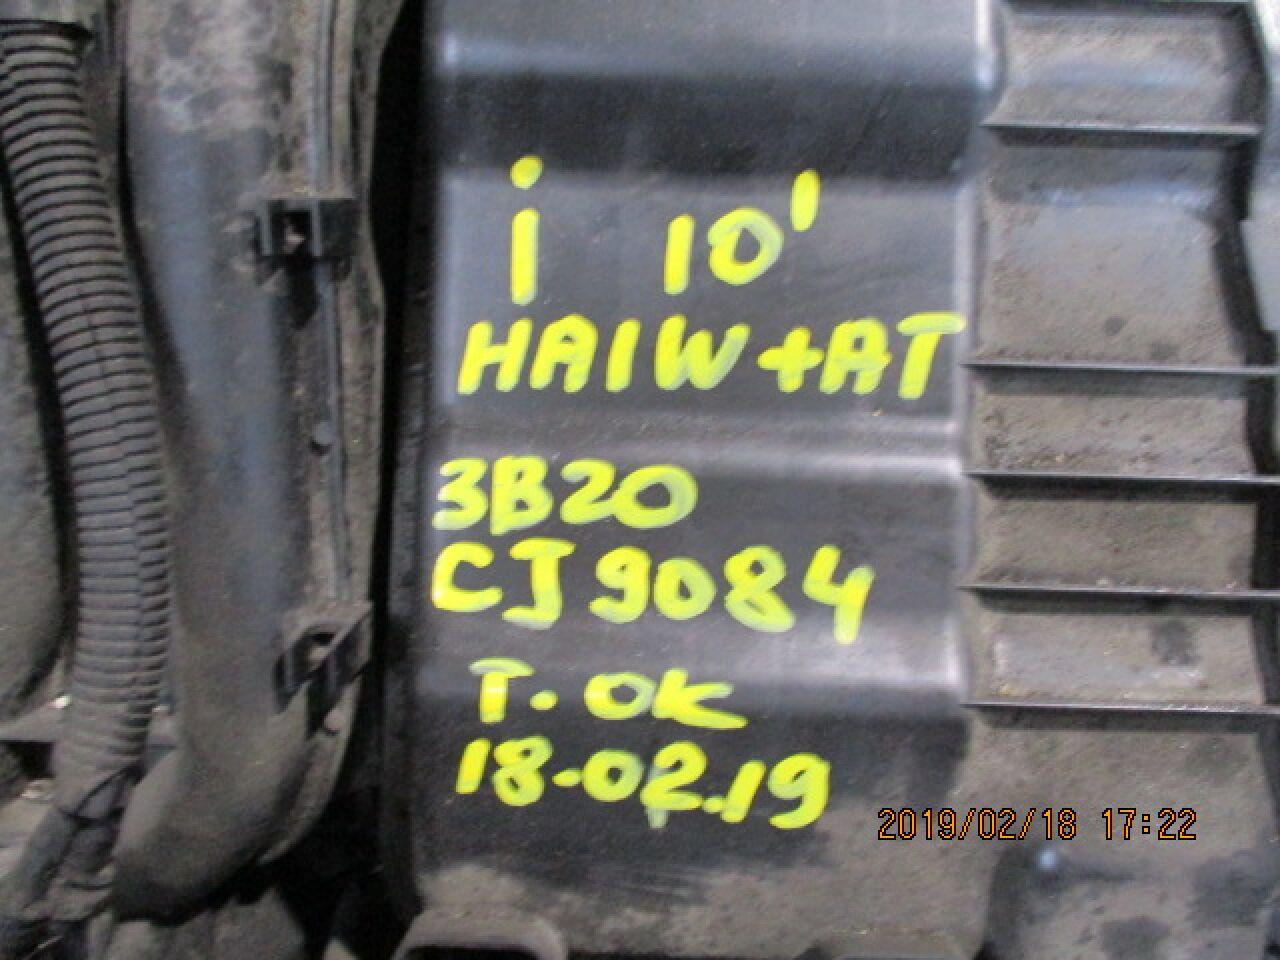 i 10'
HA1W+AT
3B20
CJ9084
T.OK
18-02.19
2019/02/18 17:22